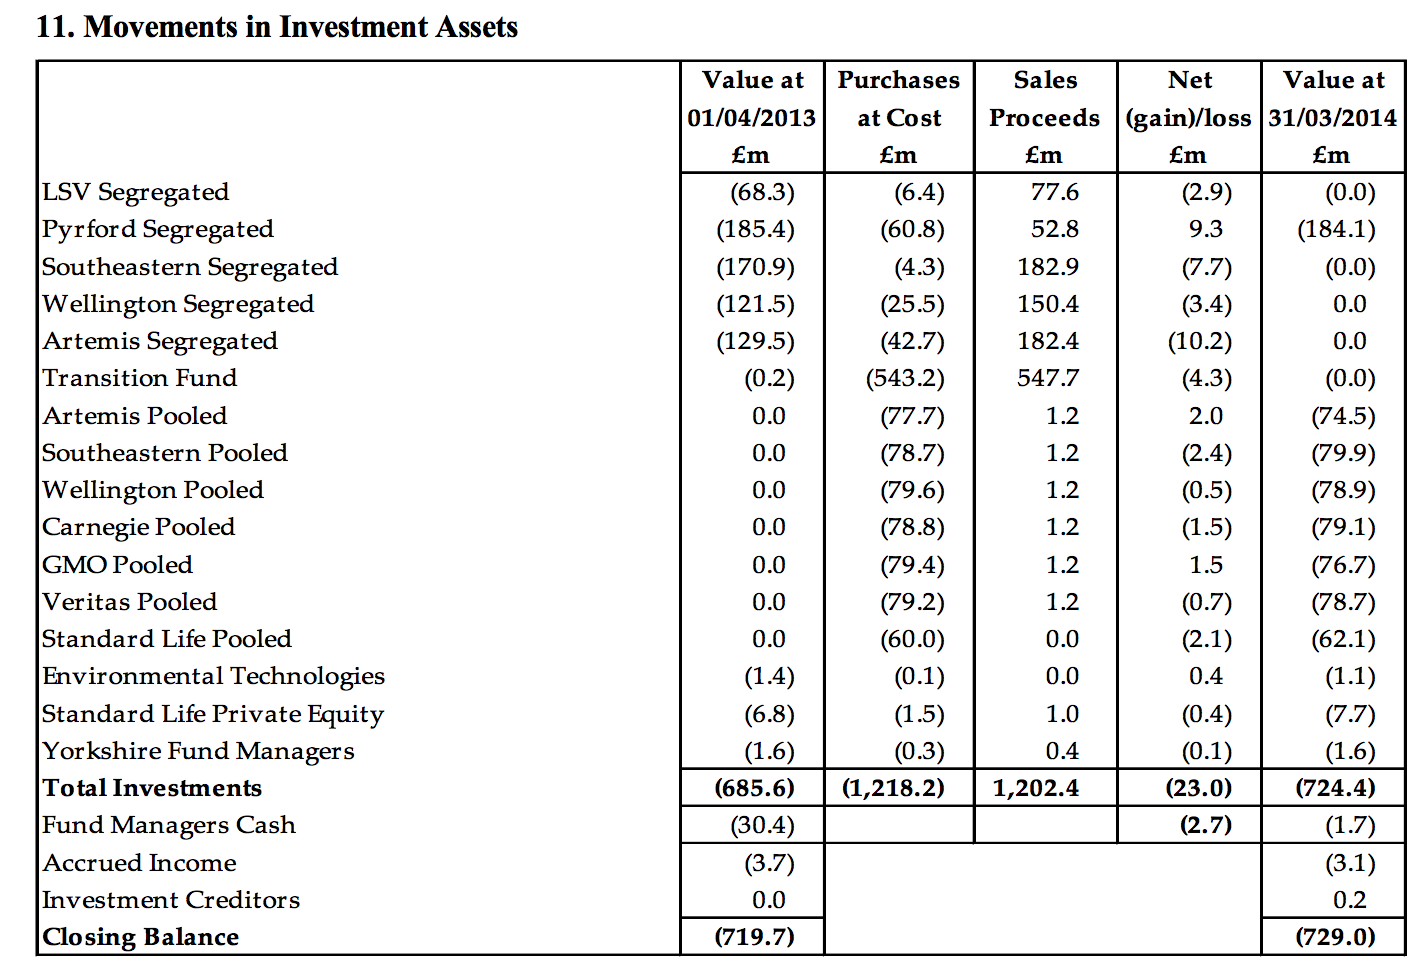 11. Movements in Investment Assets
Value at Purchases Sales Net Value at
01/04/2013 at Cost Proceeds (gain)/loss 31/03/2014
£m £m £m £m £m
LSV Segregated (68.3) (6.4) 77.6 (2.9) (0.0)
Pyrford Segregated (185.4) (60.8) 52.8 9.3 (184.1)
Southeastern Segregated (170.9) (4.3) 182.9 (7.7) (0.0)
Wellington Segregated (121.5) (25.5) 150.4 (3.4) 0.0
Artemis Segregated (129.5) (42.7) 182.4 (10.2) 0.0
Transition Fund (0.2) (543.2) 547.7 (4.3) (0.0)
Artemis Pooled 0.0 (77.7) 1.2 2.0 (74.5)
Southeastern Pooled 0.0 (78.7) 1.2 (2.4) (79.9)
Wellington Pooled 0.0 (79.6) 1.2 (0.5) (78.9)
Carnegie Pooled 0.0 (78.8) 1.2 (1.5) (79.1)
GMO Pooled 0.0 (79.4) 1.2 1.5 (76.7)
Veritas Pooled 0.0 (79.2) 1.2 (0.7) (78.7)
Standard Life Pooled 0.0 (60.0) 0.0 (2.1) (62.1)
Environmental Technologies (1.4) (0.1) 0.0 0.4 (1.1)
Standard Life Private Equity (6.8) (1.5) 1.0 (0.4) (7.7)
Yorkshire Fund Managers (1.6) (0.3) 0.4 (0.1) (1.6)
Total Investments (685.6) (1,218.2) 1,202.4 (23.0) (724.4)
Fund Managers Cash (30.4) (2.7) (1.7)
Accrued Income (3.7) (3.1)
Investment Creditors 0.0 0.2
Closing Balance (719.7) (729.0)